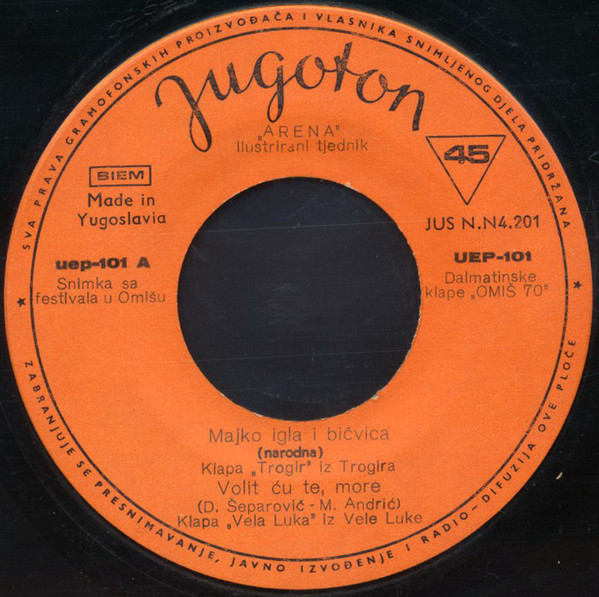 SVA PRAVA GRAMOFONSKIH PROIZVOĐAČA I VLASNIKA SNIMLJENOG DJELA PRIDRŽANA
Jugoton
„ARENA"
Ilustrirani tjednik
BIEM
Made in
Yugoslavia
45
JUS N.N4.201
uep-101 A
Snimka sa
festivala u Omišu
UEP-101
Dalmatinske
klape „OMIŠ 70"
Majko igla i bičvica
(narodna)
Klapa „Trogir" iz Trogira
Volit ću te, more
(D. Šeparović - M. Andrić)
Klapa „Vela Luka" iz Vele Luke
ZABRANJUJE SE PRESNIMAVANJE, JAVNO IZVOĐENJE I RADIO-DIFUZIJA OVE PLOČE